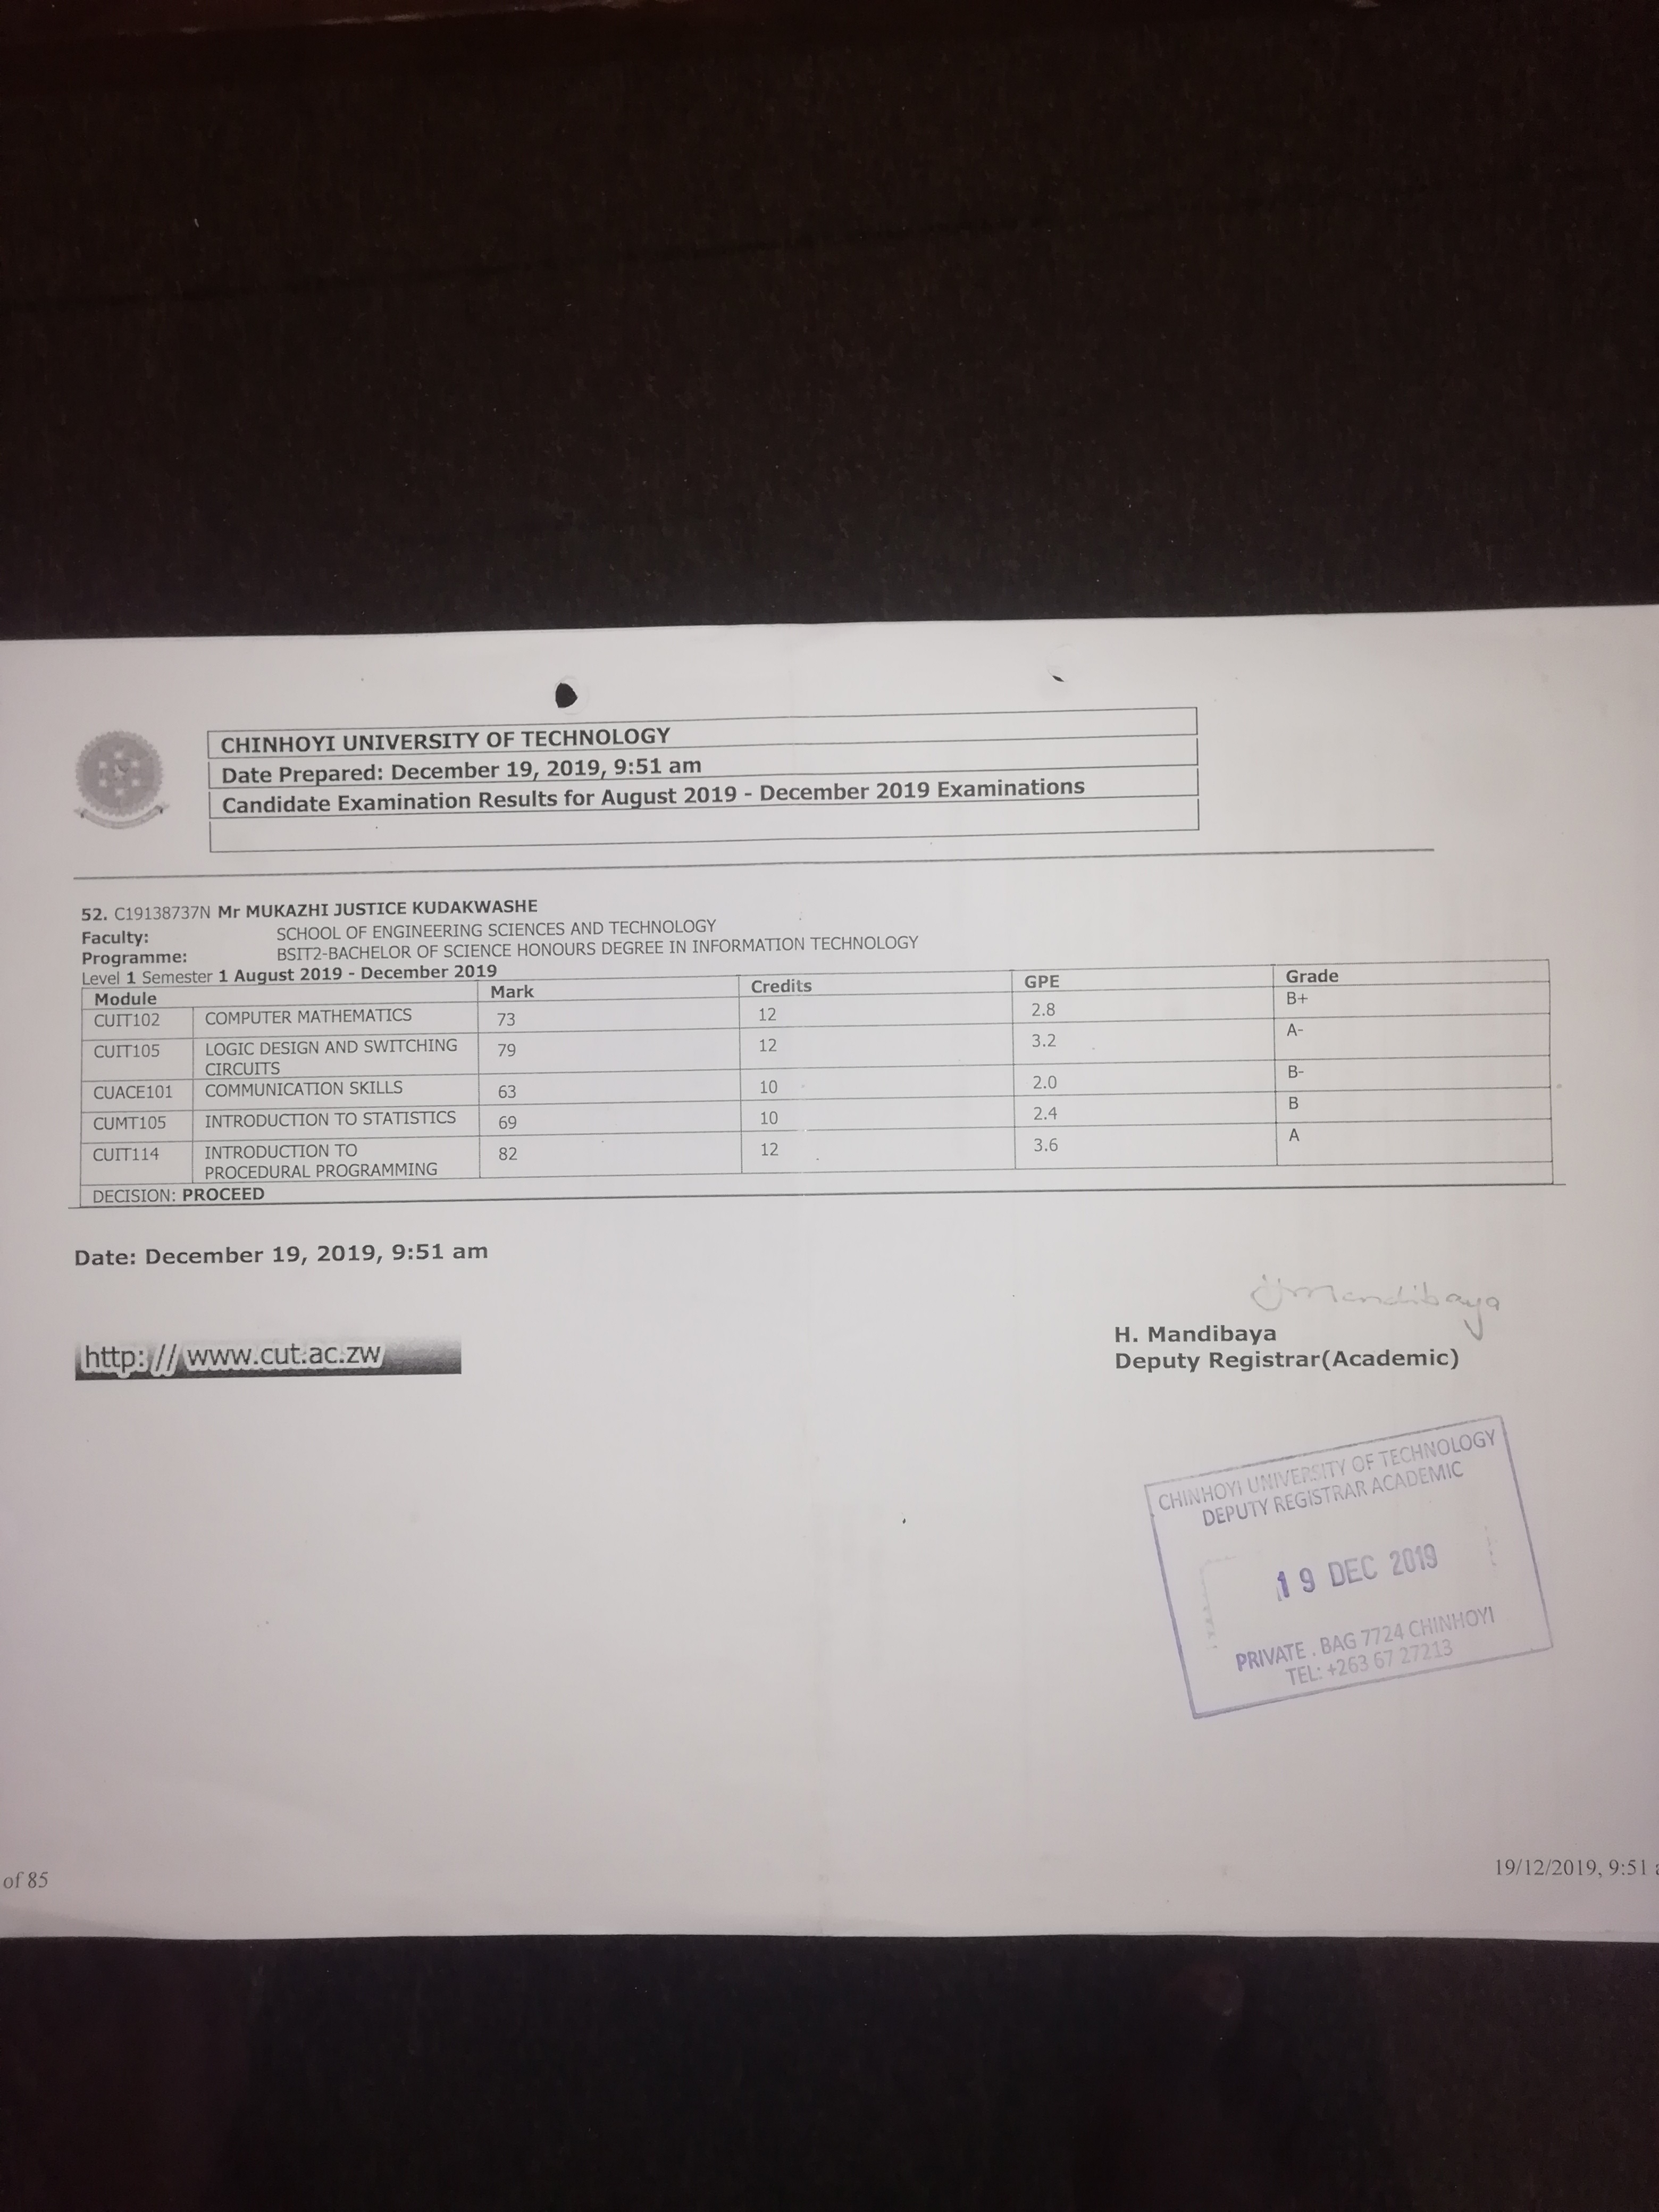 CHINHOYI UNIVERSITY OF TECHNOLOGY
Date Prepared: December 19, 2019, 9:51 am
Candidate Examination Results for August 2019 - December 2019 Examinations
52. C19138737N Mr MUKAZHI JUSTICE KUDAKWASHE
Faculty: SCHOOL OF ENGINEERING SCIENCES AND TECHNOLOGY
Programme: BSIT2-BACHELOR OF SCIENCE HONOURS DEGREE IN INFORMATION TECHNOLOGY
Level 1 Semester 1 August 2019 - December 2019
Module Mark Credits GPE Grade
CUIT102 COMPUTER MATHEMATICS 73 12 2.8 B+
CUIT105 LOGIC DESIGN AND SWITCHING CIRCUITS 79 12 3.2 A-
CUACE101 COMMUNICATION SKILLS 63 10 2.0 B-
CUMT105 INTRODUCTION TO STATISTICS 69 10 2.4 B
CUIT114 INTRODUCTION TO PROCEDURAL PROGRAMMING 82 12 3.6 A
DECISION: PROCEED
Date: December 19, 2019, 9:51 am
http: // www.cut.ac.zw
Mandibaya
H. Mandibaya
Deputy Registrar(Academic)
CHINHOYI UNIVERSITY OF TECHNOLOGY
DEPUTY REGISTRAR ACADEMIC
19 DEC 2019
PRIVATE . BAG 7724 CHINHOYI
TEL: +263 67 27213
of 85
19/12/2019, 9:51